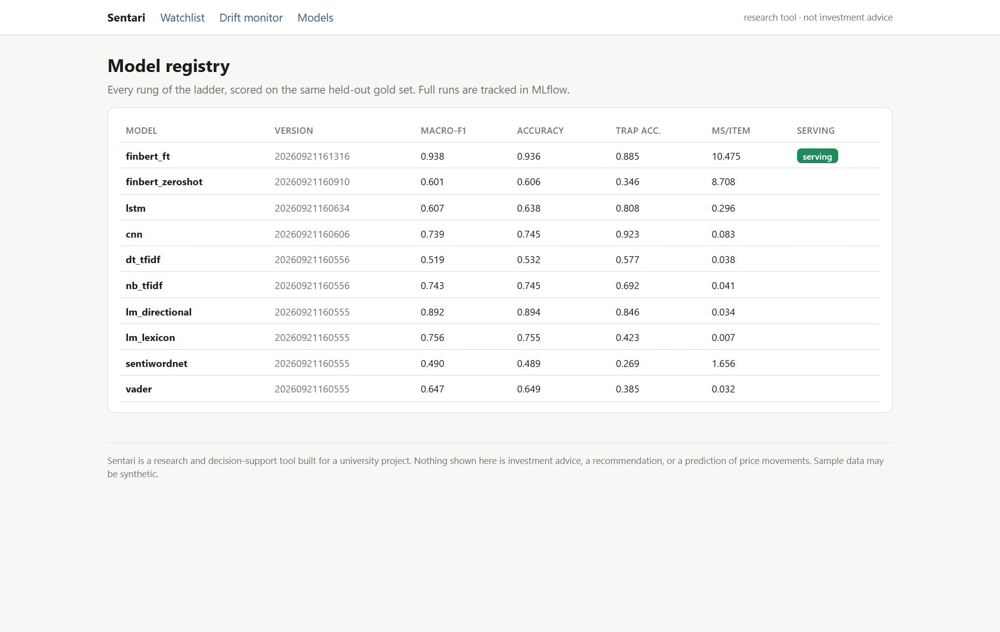 Sentari Watchlist Drift monitor Models research tool · not investment advice
Model registry
Every rung of the ladder, scored on the same held-out gold set. Full runs are tracked in MLflow.
MODEL VERSION MACRO-F1 ACCURACY TRAP ACC. MS/ITEM SERVING
finbert_ft 20260921161316 0.938 0.936 0.885 10.475 serving
finbert_zeroshot 20260921160910 0.601 0.606 0.346 8.708
lstm 20260921160634 0.607 0.638 0.808 0.296
cnn 20260921160606 0.739 0.745 0.923 0.083
dt_tfidf 20260921160556 0.519 0.532 0.577 0.038
nb_tfidf 20260921160556 0.743 0.745 0.692 0.041
lm_directional 20260921160555 0.892 0.894 0.846 0.034
lm_lexicon 20260921160555 0.756 0.755 0.423 0.007
sentiwordnet 20260921160555 0.490 0.489 0.269 1.656
vader 20260921160555 0.647 0.649 0.385 0.032
Sentari is a research and decision-support tool built for a university project. Nothing shown here is investment advice, a recommendation, or a prediction of price movements. Sample data may
be synthetic.